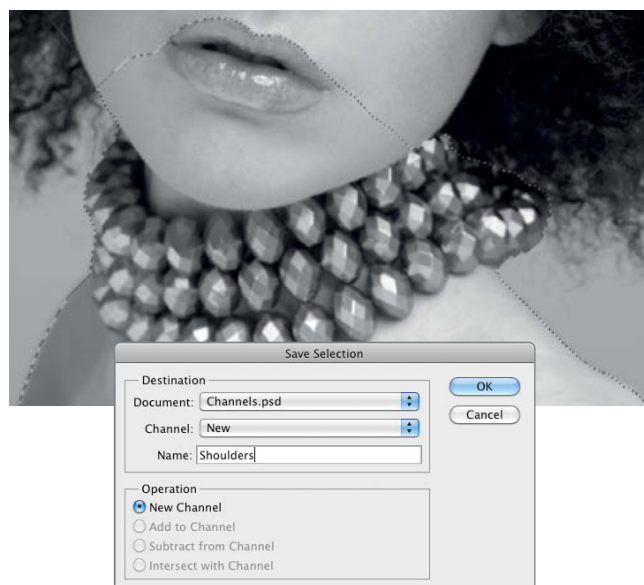 Save Selection
Destination
Document: Channels.psd
Channel: New
Name: Shoulders
Operation
New Channel
Add to Channel
Subtract from Channel
Intersect with Channel
OK
Cancel